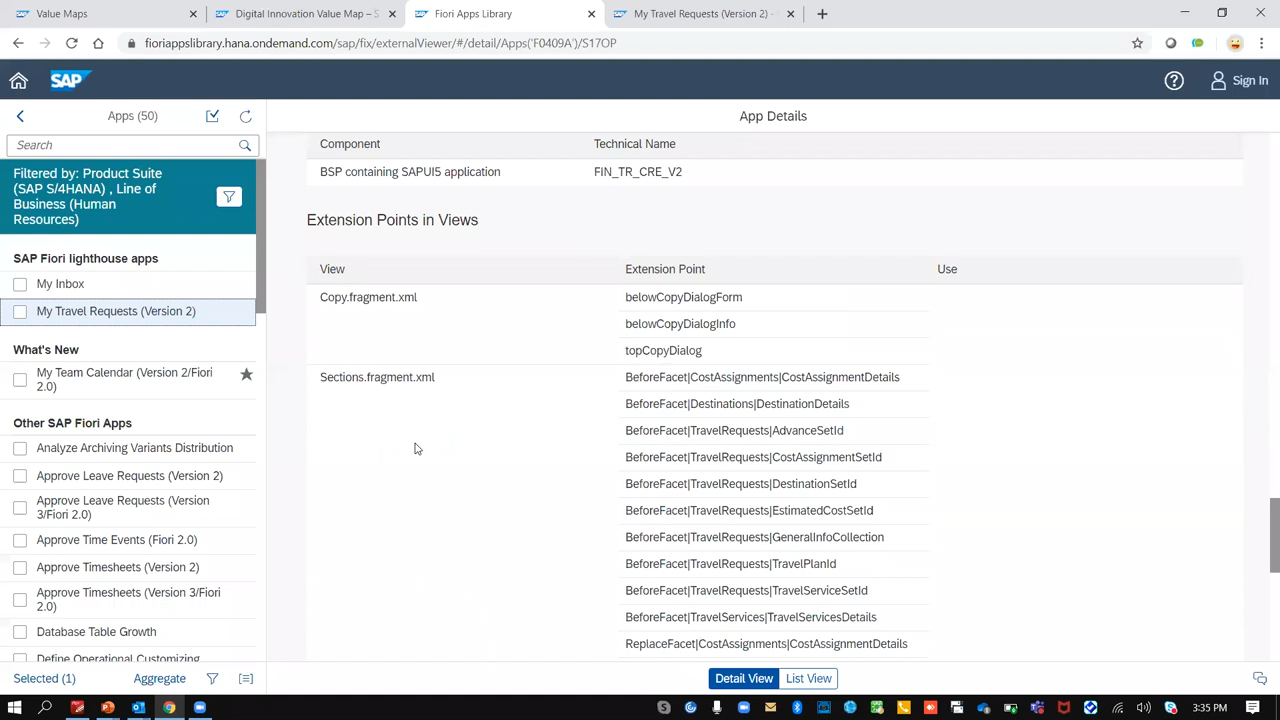 Value Maps
Digital Innovation Value Map – S
Fiori Apps Library
My Travel Requests (Version 2) -
fioriappslibrary.hana.ondemand.com/sap/fix/externalViewer/#/detail/Apps('F0409A')/S17OP
SAP
Sign In
Apps (50)
App Details
Search
Filtered by: Product Suite
(SAP S/4HANA) , Line of
Business (Human
Resources)
SAP Fiori lighthouse apps
My Inbox
My Travel Requests (Version 2)
What's New
My Team Calendar (Version 2/Fiori
2.0)
Other SAP Fiori Apps
Analyze Archiving Variants Distribution
Approve Leave Requests (Version 2)
Approve Leave Requests (Version
3/Fiori 2.0)
Approve Time Events (Fiori 2.0)
Approve Timesheets (Version 2)
Approve Timesheets (Version 3/Fiori
2.0)
Database Table Growth
Define Operational Customizing
Selected (1)
Aggregate
Component
Technical Name
BSP containing SAPUI5 application
FIN_TR_CRE_V2
Extension Points in Views
View
Extension Point
Use
Copy.fragment.xml
belowCopyDialogForm
belowCopyDialogInfo
topCopyDialog
Sections.fragment.xml
BeforeFacet|CostAssignments|CostAssignmentDetails
BeforeFacet|Destinations|DestinationDetails
BeforeFacet|TravelRequests|AdvanceSetId
BeforeFacet|TravelRequests|CostAssignmentSetId
BeforeFacet|TravelRequests|DestinationSetId
BeforeFacet|TravelRequests|EstimatedCostSetId
BeforeFacet|TravelRequests|GeneralInfoCollection
BeforeFacet|TravelRequests|TravelPlanId
BeforeFacet|TravelRequests|TravelServiceSetId
BeforeFacet|TravelServices|TravelServicesDetails
ReplaceFacet|CostAssignments|CostAssignmentDetails
Detail View
List View
3:35 PM